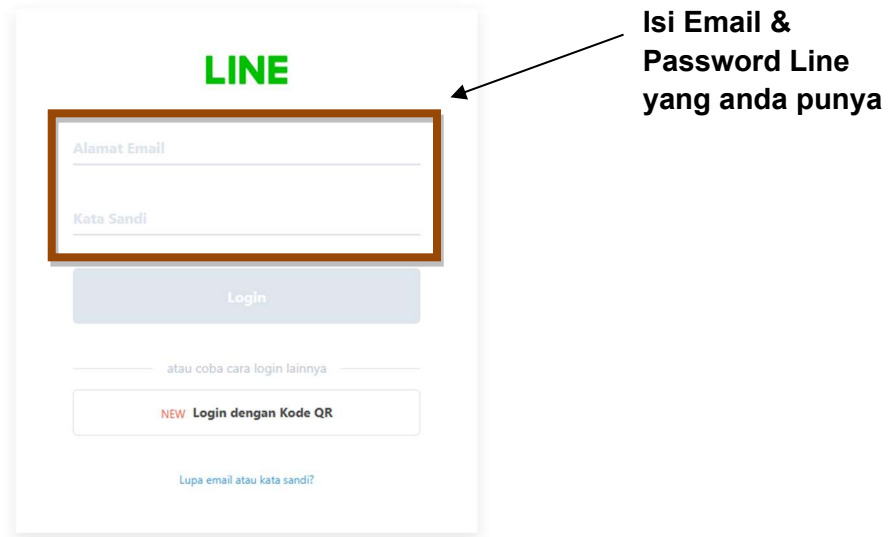 Isi Email &
Password Line
yang anda punya
LINE
Alamat Email
Kata Sandi
Login
atau coba cara login lainnya
NEW Login dengan Kode QR
Lupa email atau kata sandi?